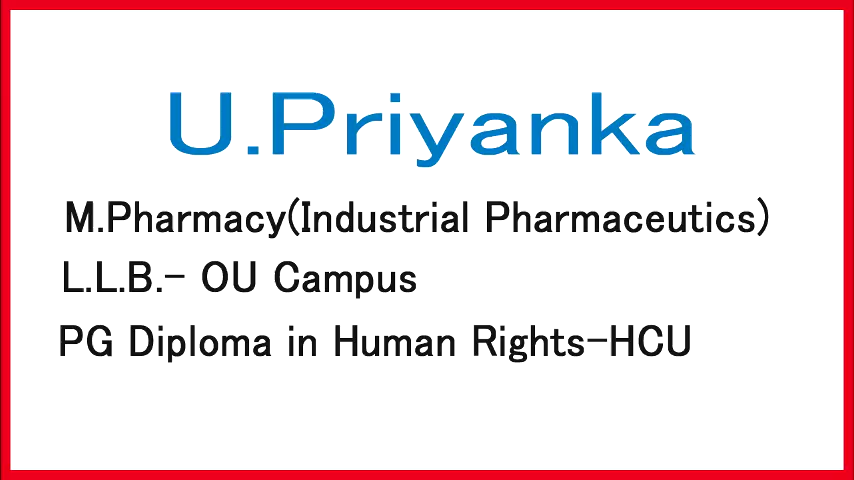 U.Priyanka
M.Pharmacy(Industrial Pharmaceutics)
L.L.B.- OU Campus
PG Diploma in Human Rights-HCU